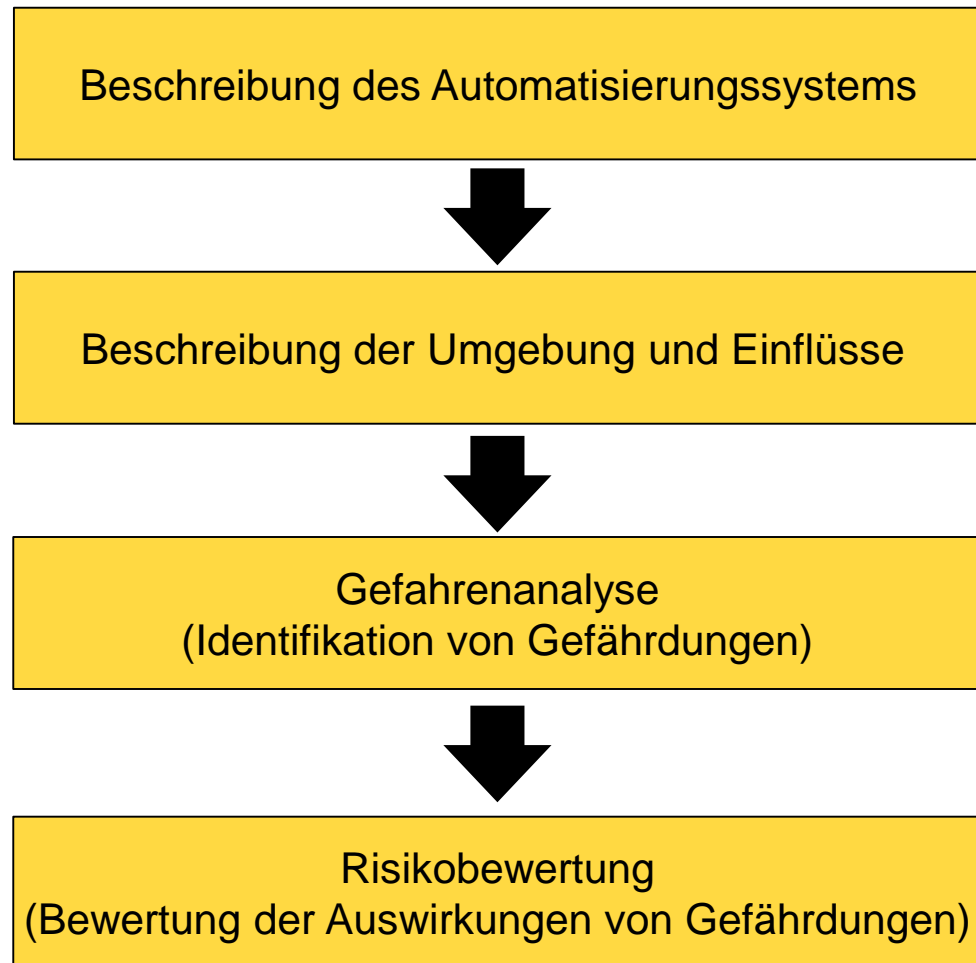 Beschreibung des Automatisierungssystems
Beschreibung der Umgebung und Einflüsse
Gefahrenanalyse
(Identifikation von Gefährdungen)
Risikobewertung
(Bewertung der Auswirkungen von Gefährdungen)